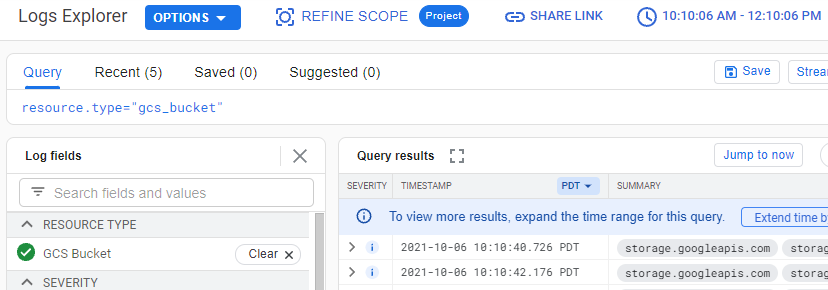 Logs Explorer OPTIONS REFINE SCOPE Project SHARE LINK 10:10:06 AM - 12:10:06 PM
Query Recent (5) Saved (0) Suggested (0) Save
resource.type="gcs_bucket"
Log fields
Search fields and values
RESOURCE TYPE
GCS Bucket Clear
SEVERITY
Query results Jump to now
SEVERITY TIMESTAMP PDT SUMMARY
To view more results, expand the time range for this query. Extend time
2021-10-06 10:10:40.726 PDT storage.googleapis.com
2021-10-06 10:10:42.176 PDT storage.googleapis.com